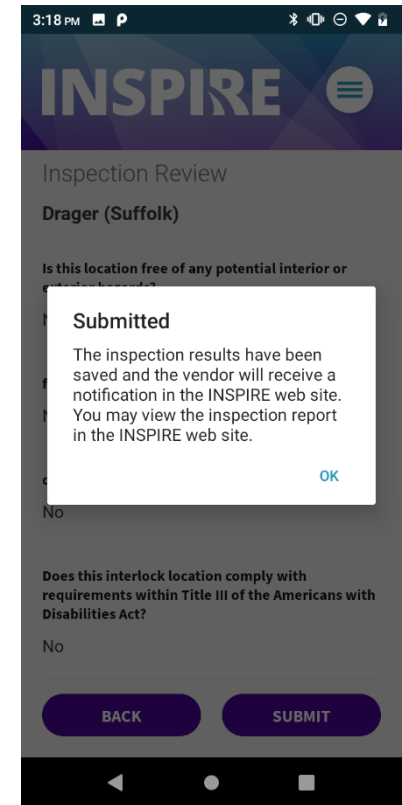 3:18 PM
INSPIRE
Inspection Review
Drager (Suffolk)
Is this location free of any potential interior or
Submitted
The inspection results have been
saved and the vendor will receive a
notification in the INSPIRE web site.
You may view the inspection report
in the INSPIRE web site.
OK
No
Does this interlock location comply with
requirements within Title III of the Americans with
Disabilities Act?
No
BACK
SUBMIT